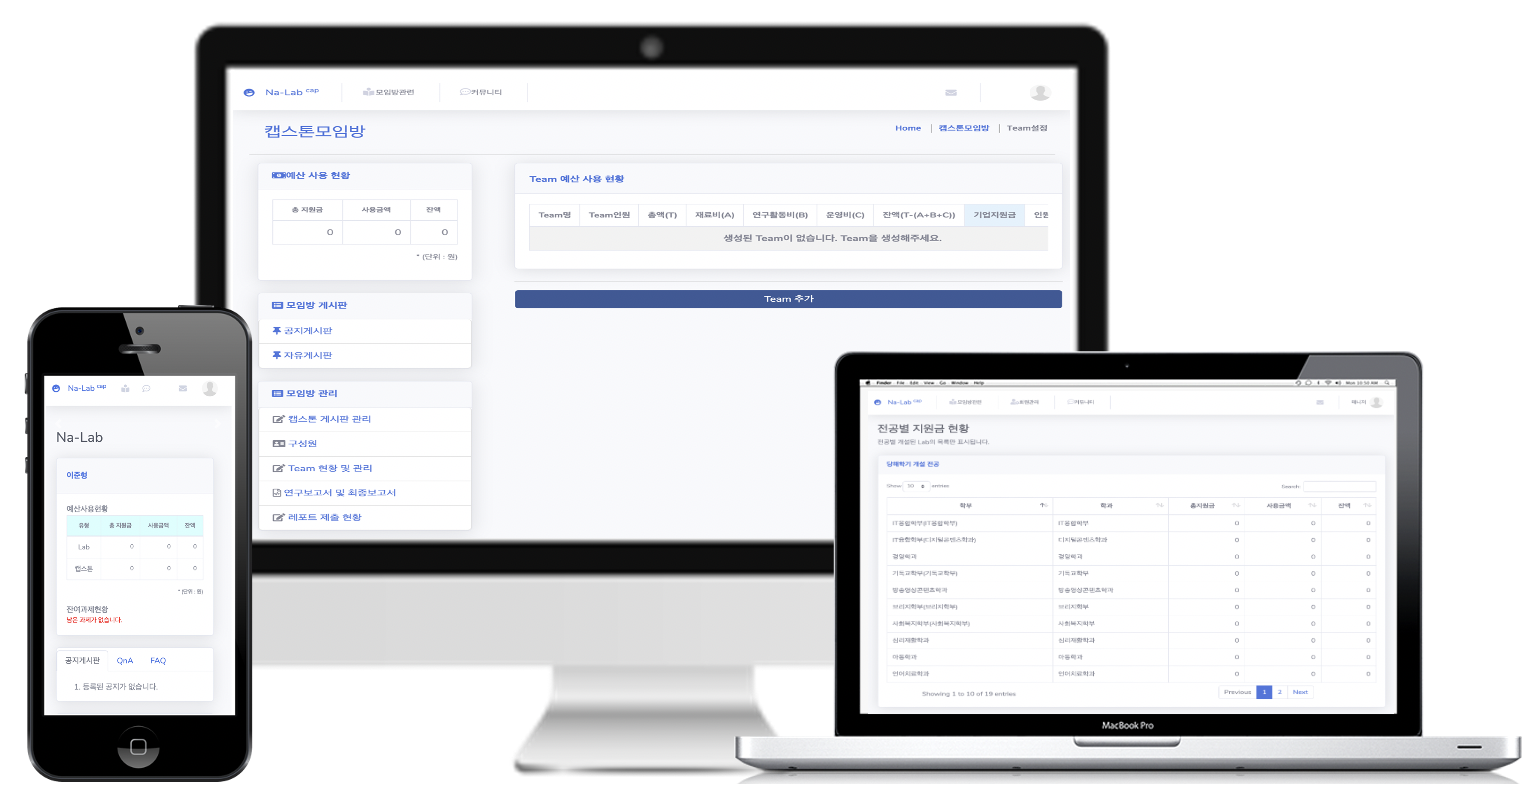 Na-Lab cap
모임방관련
커뮤니티
캡스톤모임방
Home | 캡스톤모임방 | Team설정
예산 사용 현황
총 지원금 사용금액 잔액
0 0 0
* (단위 : 원)
모임방 게시판
공지게시판
자유게시판
모임방 관리
캡스톤 게시판 관리
구성원
Team 현황 및 관리
연구보고서 및 최종보고서
레포트 제출 현황
Team 예산 사용 현황
Team명 Team인원 총액(T) 재료비(A) 연구활동비(B) 운영비(C) 잔액(T-(A+B+C)) 기업지원금
생성된 Team이 없습니다. Team을 생성해주세요.
Team 추가
Na-Lab cap
Na-Lab
이준형
예산사용현황
유형 총 지원금 사용금액 잔액
Lab 0 0 0
캡스톤 0 0 0
* (단위 : 원)
잔여과제현황
남은 과제가 없습니다.
공지게시판 QnA FAQ
1. 등록된 공지가 없습니다.
Finder File Edit View Go Window Help
Mon 10:50 AM
Na-Lab cap
모임방관련
회원관리
커뮤니티
매니저
전공별 지원금 현황
전공별 개설된 Lab의 목록만 표시됩니다.
당해학기 개설 전공
Show 10 entries
Search:
학부 학과 총지원금 사용금액 잔액
IT융합학부(IT융합학부) IT융합학부 0 0 0
IT융합학부(디지털콘텐츠학과) 디지털콘텐츠학과 0 0 0
경영학과 경영학과 0 0 0
기독교학부(기독교학부) 기독교학부 0 0 0
방송영상콘텐츠학과 방송영상콘텐츠학과 0 0 0
브리지학부(브리지학부) 브리지학부 0 0 0
사회복지학부(사회복지학부) 사회복지학부 0 0 0
심리재활학과 심리재활학과 0 0 0
아동학과 아동학과 0 0 0
언어치료학과 언어치료학과 0 0 0
Showing 1 to 10 of 19 entries
Previous 1 2 Next
MacBook Pro